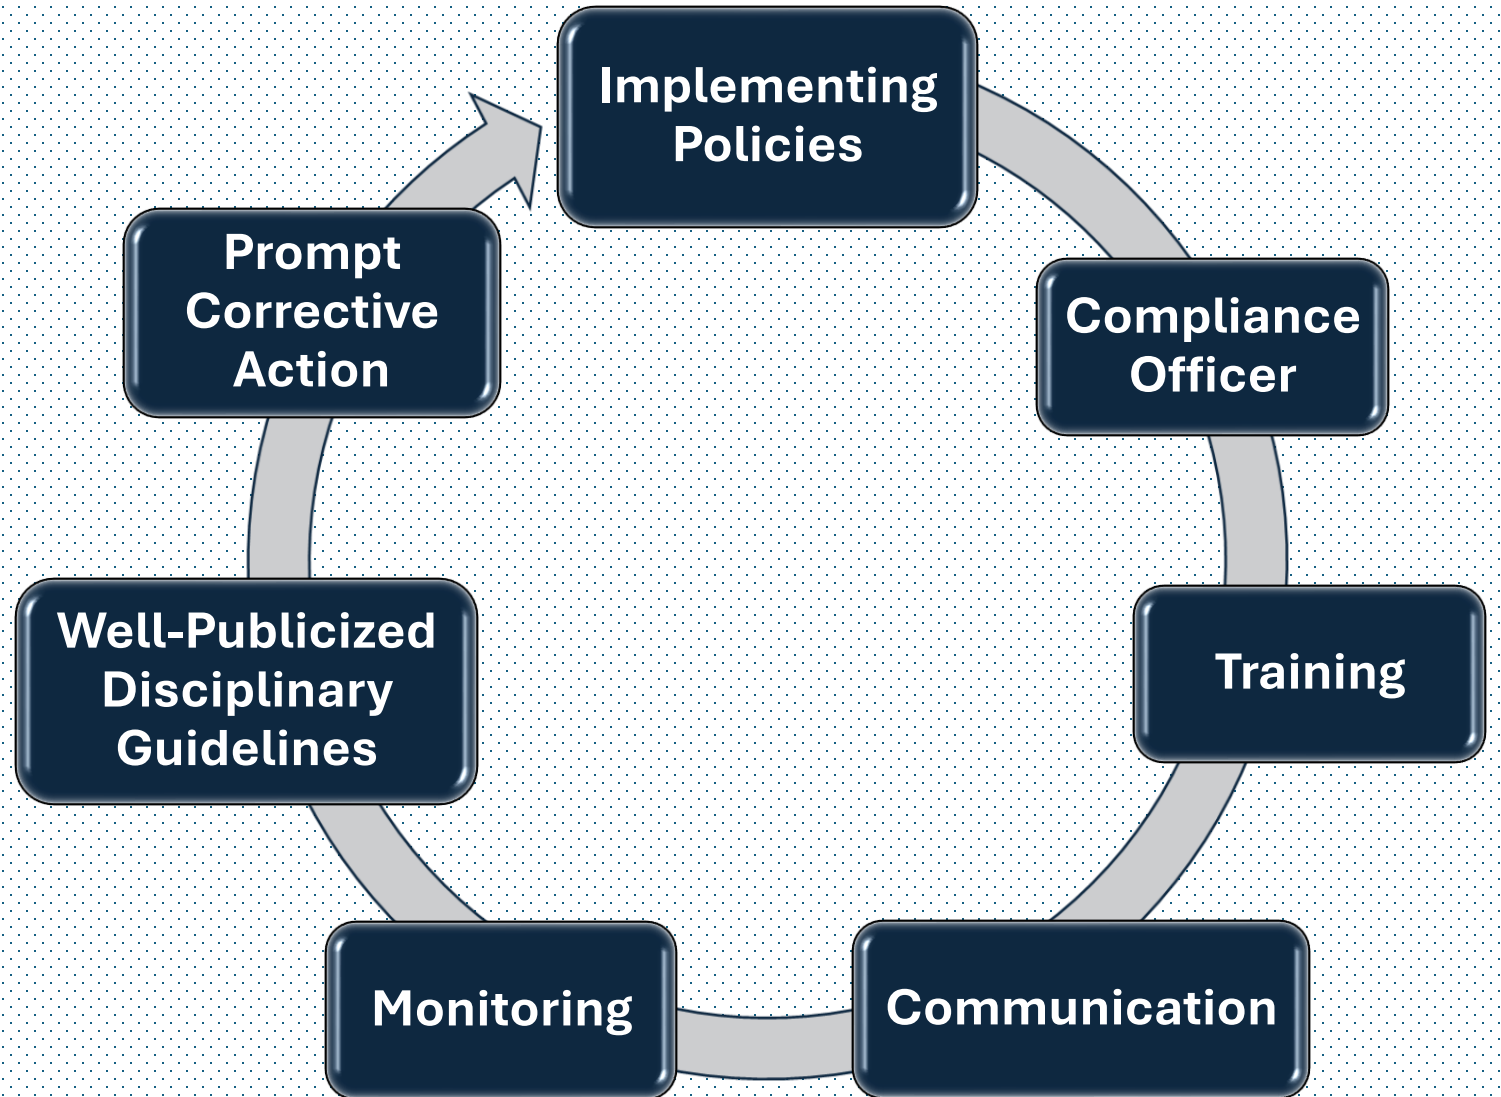 Implementing
Policies
Compliance
Officer
Training
Communication
Monitoring
Well-Publicized
Disciplinary
Guidelines
Prompt
Corrective
Action